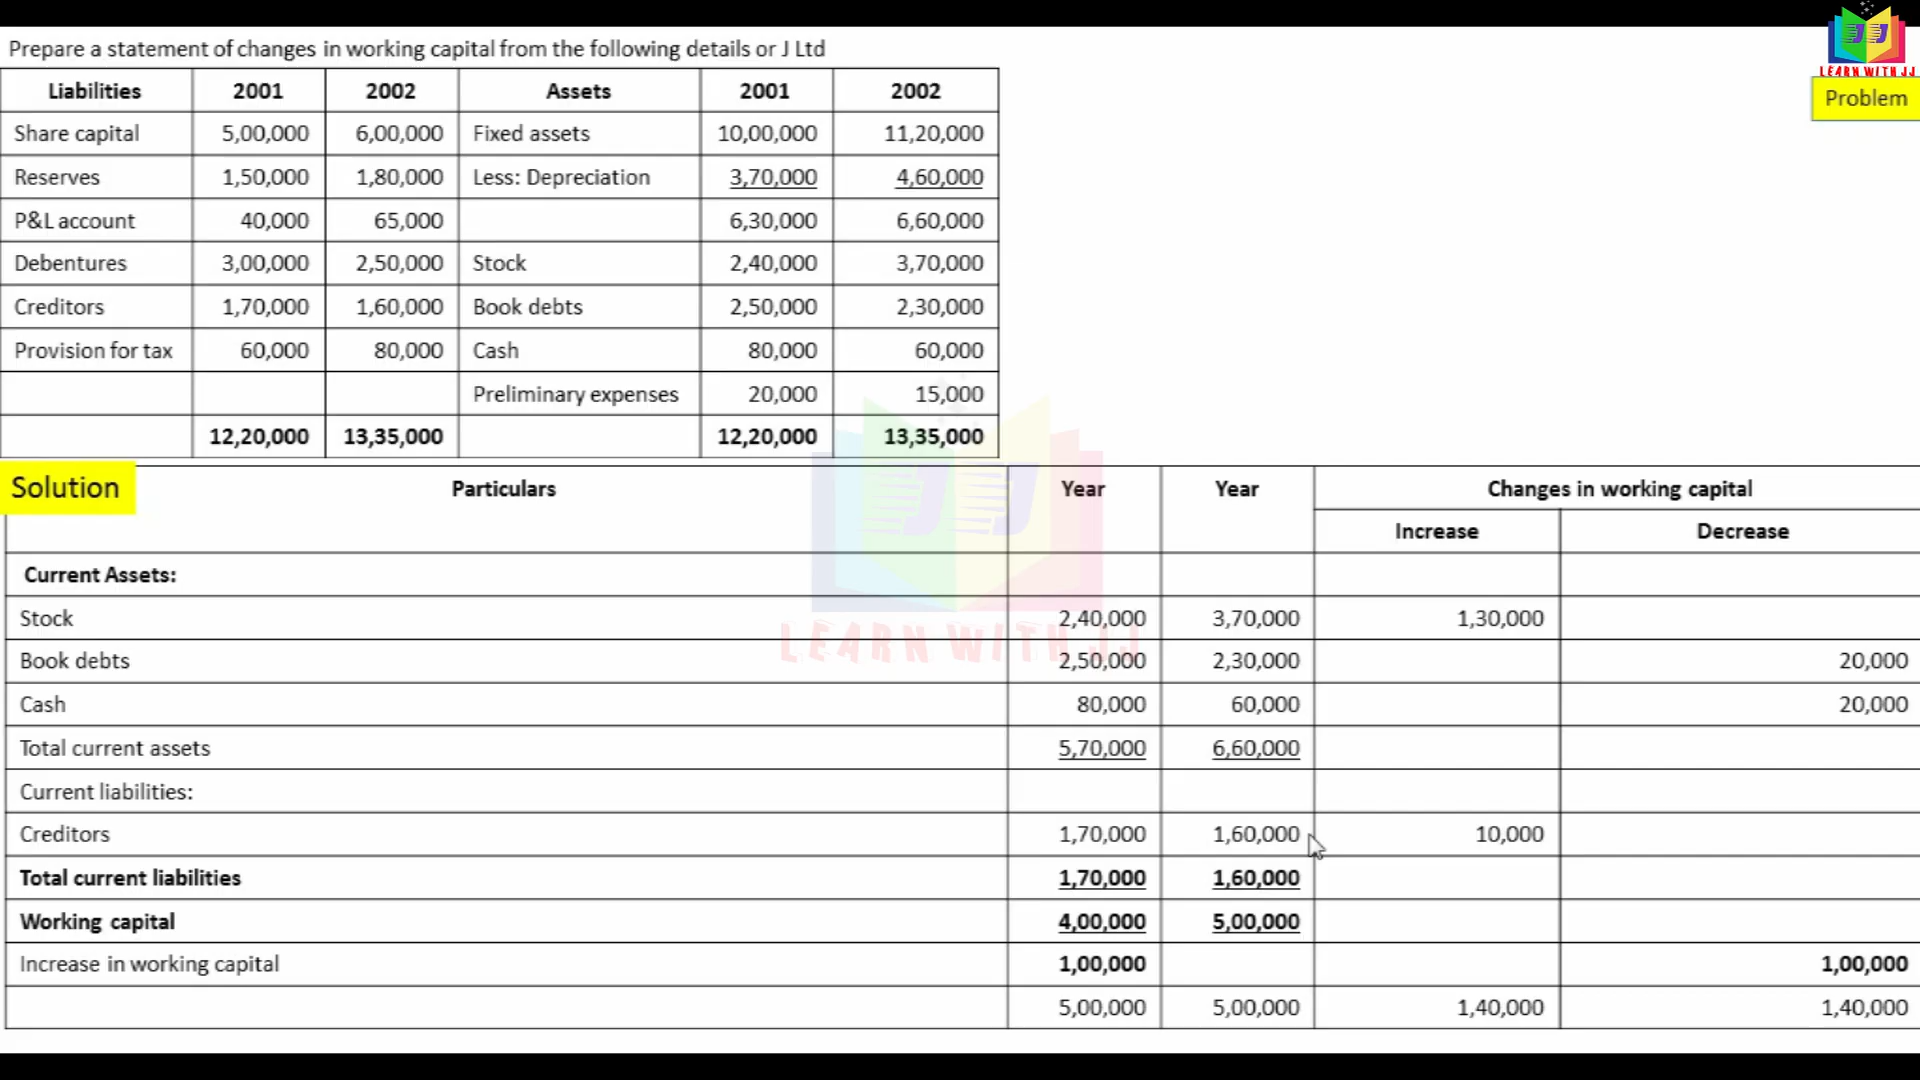 LEARN WITH JJ
Problem
Prepare a statement of changes in working capital from the following details or J Ltd
Liabilities 2001 2002 Assets 2001 2002
Share capital 5,00,000 6,00,000 Fixed assets 10,00,000 11,20,000
Reserves 1,50,000 1,80,000 Less: Depreciation 3,70,000 4,60,000
P&L account 40,000 65,000 6,30,000 6,60,000
Debentures 3,00,000 2,50,000 Stock 2,40,000 3,70,000
Creditors 1,70,000 1,60,000 Book debts 2,50,000 2,30,000
Provision for tax 60,000 80,000 Cash 80,000 60,000
Preliminary expenses 20,000 15,000
12,20,000 13,35,000 12,20,000 13,35,000
Solution
Particulars Year Year Changes in working capital
Increase Decrease
Current Assets:
Stock 2,40,000 3,70,000 1,30,000
LEARN WITH JJ
Book debts 2,50,000 2,30,000 20,000
Cash 80,000 60,000 20,000
Total current assets 5,70,000 6,60,000
Current liabilities:
Creditors 1,70,000 1,60,000 10,000
Total current liabilities 1,70,000 1,60,000
Working capital 4,00,000 5,00,000
Increase in working capital 1,00,000 1,00,000
5,00,000 5,00,000 1,40,000 1,40,000